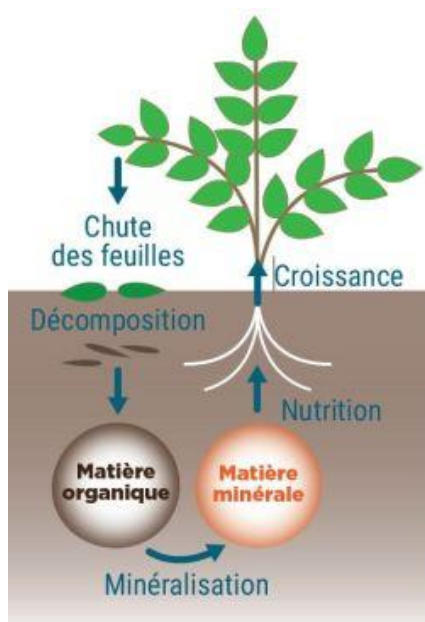 Chute
des feuilles
Croissance
Décomposition
Nutrition
Matière
organique
Matière
minérale
Minéralisation